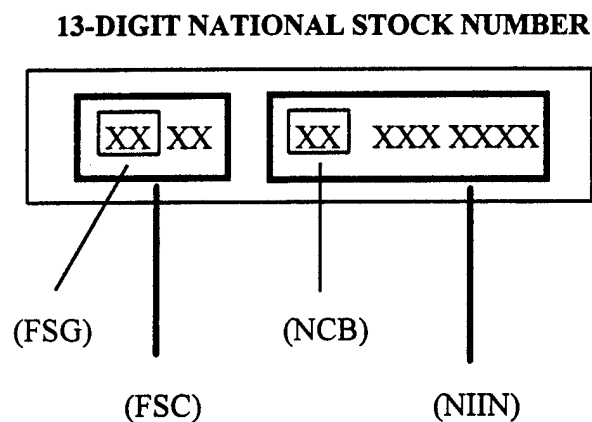 13-DIGIT NATIONAL STOCK NUMBER
XX XX XX XXX XXXX
(FSG) (NCB)
(FSC) (NIIN)